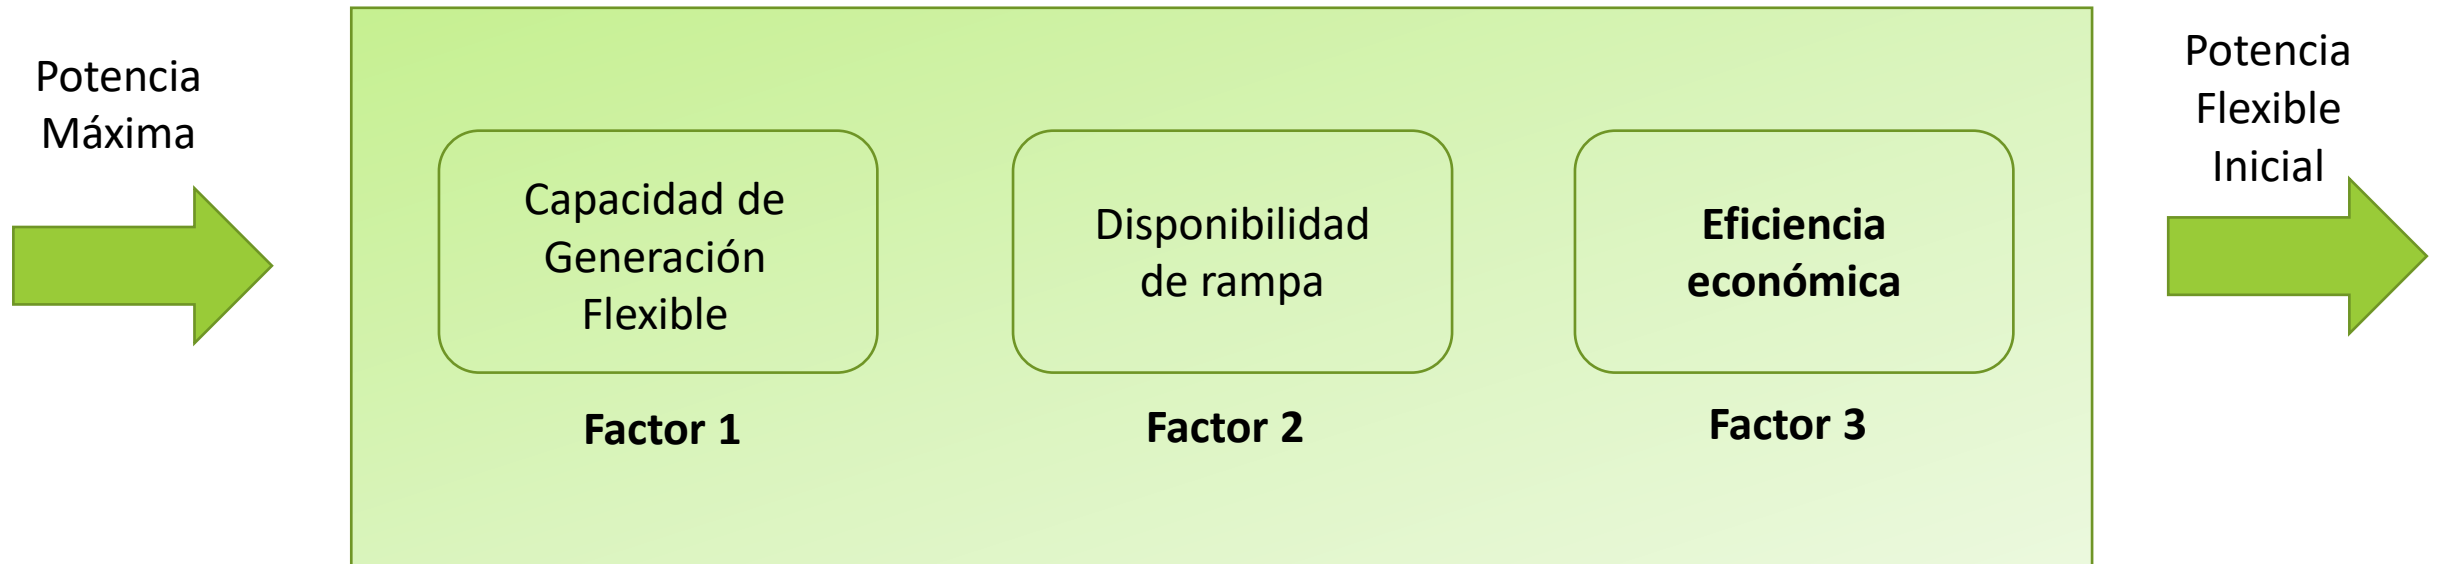 Potencia
Máxima
Capacidad de
Generación
Flexible
Factor 1
Disponibilidad
de rampa
Factor 2
Eficiencia
económica
Factor 3
Potencia
Flexible
Inicial